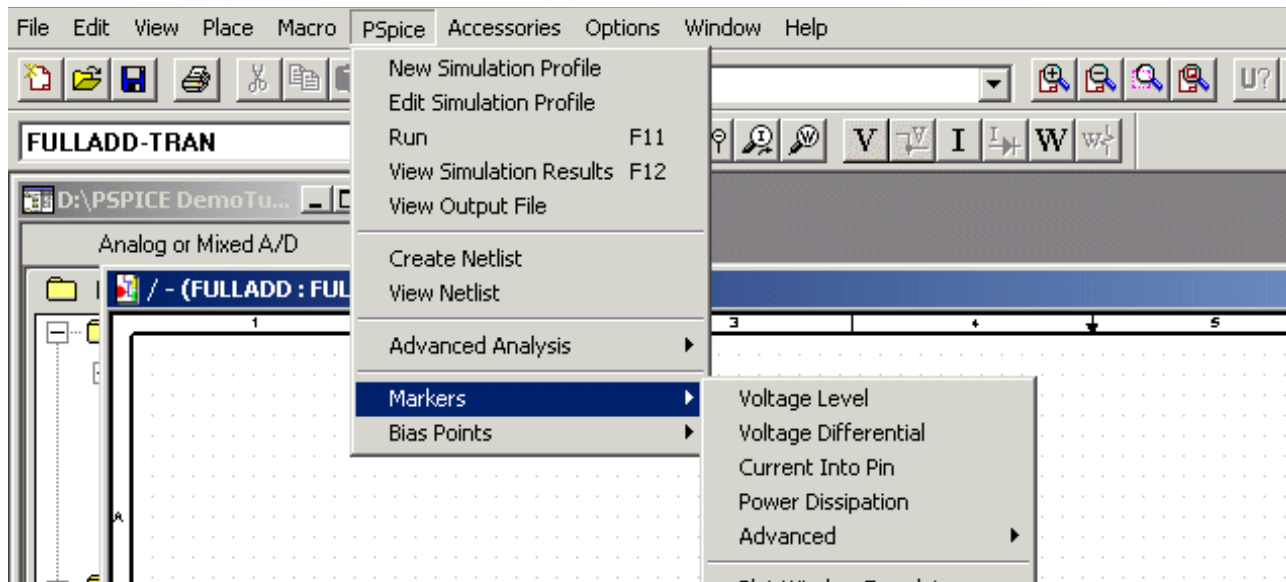 File Edit View Place Macro PSpice Accessories Options Window Help
New Simulation Profile
Edit Simulation Profile
Run F11
View Simulation Results F12
View Output File
Create Netlist
View Netlist
Advanced Analysis
Markers
Bias Points
U?
FULLADD-TRAN
V V I I W W
D:\PSPICE DemoTu...
Analog or Mixed A/D
/ - (FULLADD : FUL
1 3 4 5
A
Voltage Level
Voltage Differential
Current Into Pin
Power Dissipation
Advanced